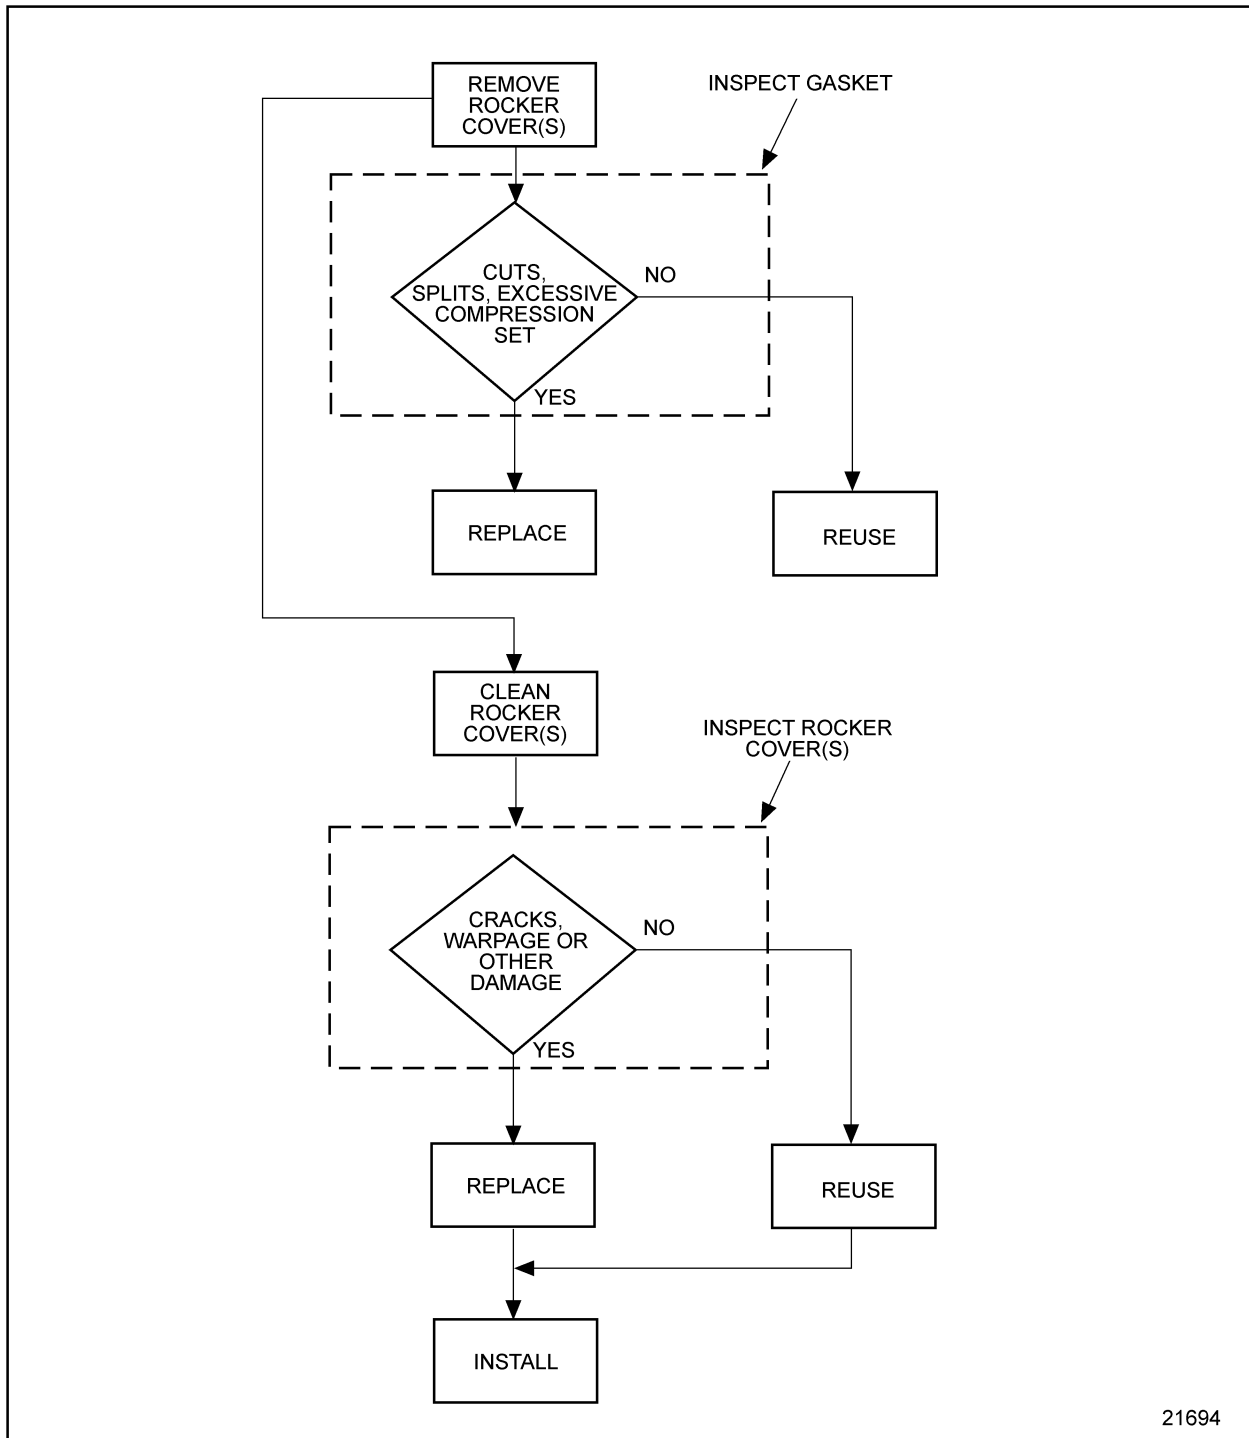 REMOVE
ROCKER
COVER(S)
INSPECT GASKET
CUTS,
SPLITS, EXCESSIVE
COMPRESSION
SET
NO
YES
REPLACE
REUSE
CLEAN
ROCKER
COVER(S)
INSPECT ROCKER
COVER(S)
CRACKS,
WARPAGE OR
OTHER
DAMAGE
NO
YES
REPLACE
REUSE
INSTALL
21694